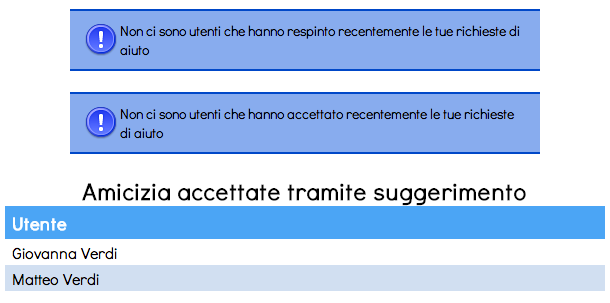 Non ci sono utenti che hanno respinto recentemente le tue richieste di
aiuto
Non ci sono utenti che hanno accettato recentemente le tue richieste
di aiuto
Amicizia accettate tramite suggerimento
Utente
Giovanna Verdi
Matteo Verdi